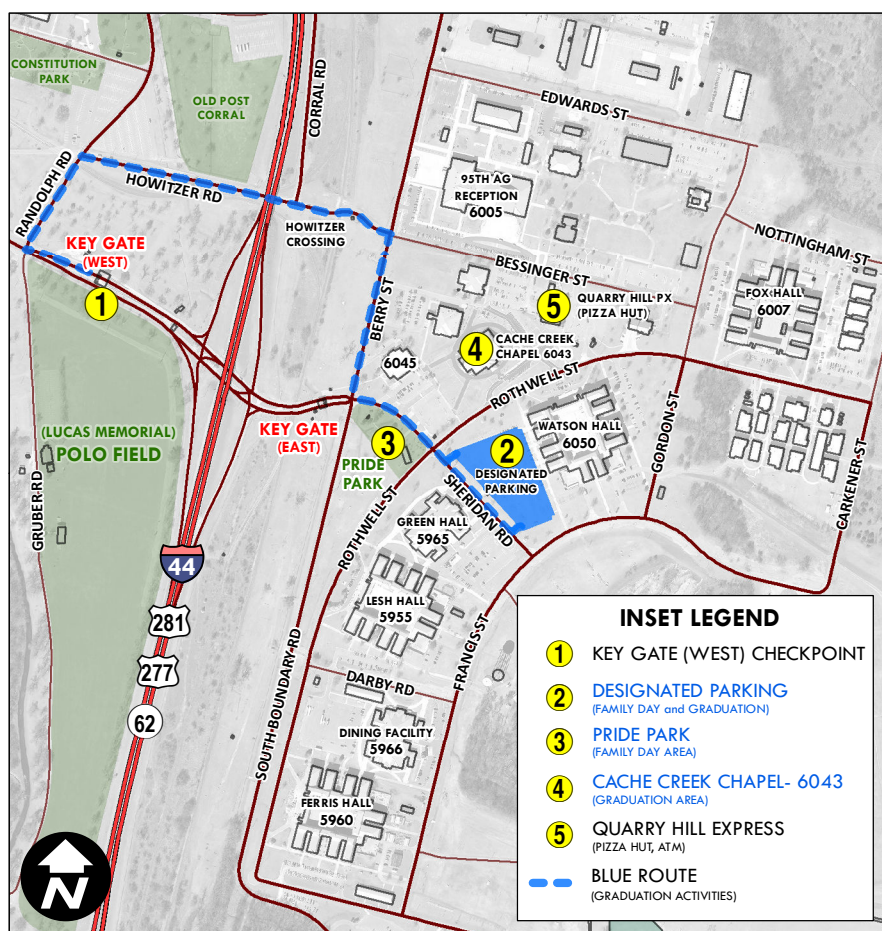 CONSTITUTION
PARK
OLD POST
CORRAL
CORRAL RD
EDWARDS ST
RANDOLPH RD
HOWITZER RD
95TH AG
RECEPTION
6005
HOWITZER
CROSSING
NOTTINGHAM ST
KEY GATE
(WEST)
1
BESSINGER ST
BERRY ST
5
QUARRY HILL PX
(PIZZA HUT)
FOX HALL
6007
4
CACHE CREEK
CHAPEL 6043
6045
ROTHWELL ST
WATSON HALL
6050
GORDON ST
CARKENER ST
KEY GATE
(EAST)
(LUCAS MEMORIAL)
POLO FIELD
GRUBER RD
3
PRIDE
PARK
2
DESIGNATED
PARKING
SHERIDAN RD
ROTHWELL ST
GREEN HALL
5965
44
281
277
62
LESH HALL
5955
FRANCIS ST
SOUTH BOUNDARY RD
DARBY RD
DINING FACILITY
5966
FERRIS HALL
5960
N
INSET LEGEND
1 KEY GATE (WEST) CHECKPOINT
2 DESIGNATED PARKING
(FAMILY DAY and GRADUATION)
3 PRIDE PARK
(FAMILY DAY AREA)
4 CACHE CREEK CHAPEL- 6043
(GRADUATION AREA)
5 QUARRY HILL EXPRESS
(PIZZA HUT, ATM)
BLUE ROUTE
(GRADUATION ACTIVITIES)